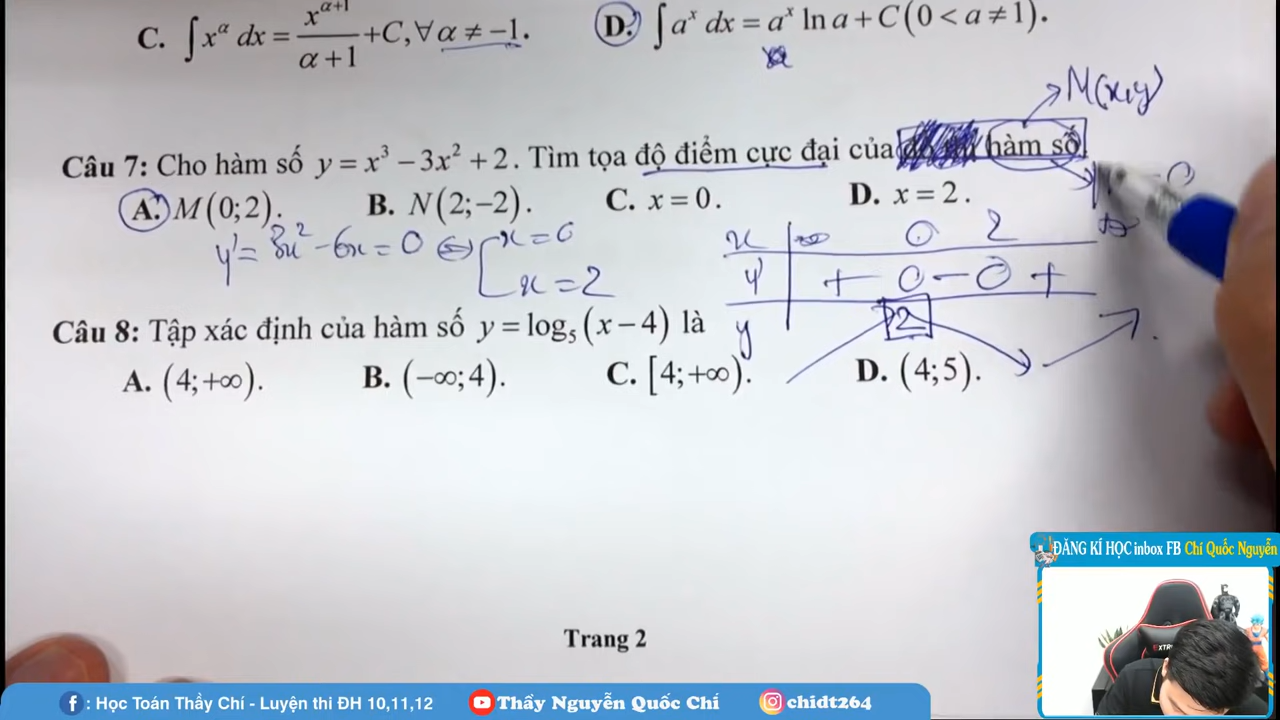 C. ∫ x^α dx = x^(α+1)/(α+1) + C, ∀ α ≠ −1. D. ∫ a^x dx = a^x ln a + C (0 < a ≠ 1).
M(x,y)
Câu 7: Cho hàm số y = x³ − 3x² + 2. Tìm tọa độ điểm cực đại của hàm số
A. M(0;2). B. N(2;−2). C. x = 0. D. x = 2.
y' = 3x² − 6x = 0 ⇔ [ x = 0
x = 2
x 0 2
y' + 0 − 0 +
y 2
Câu 8: Tập xác định của hàm số y = log₅(x − 4) là
A. (4;+∞). B. (−∞;4). C. [4;+∞). D. (4;5).
Trang 2
ĐĂNG KÍ HỌC inbox FB Chí Quốc Nguyễn
: Học Toán Thầy Chí - Luyện thi ĐH 10,11,12 Thầy Nguyễn Quốc Chí chidt264